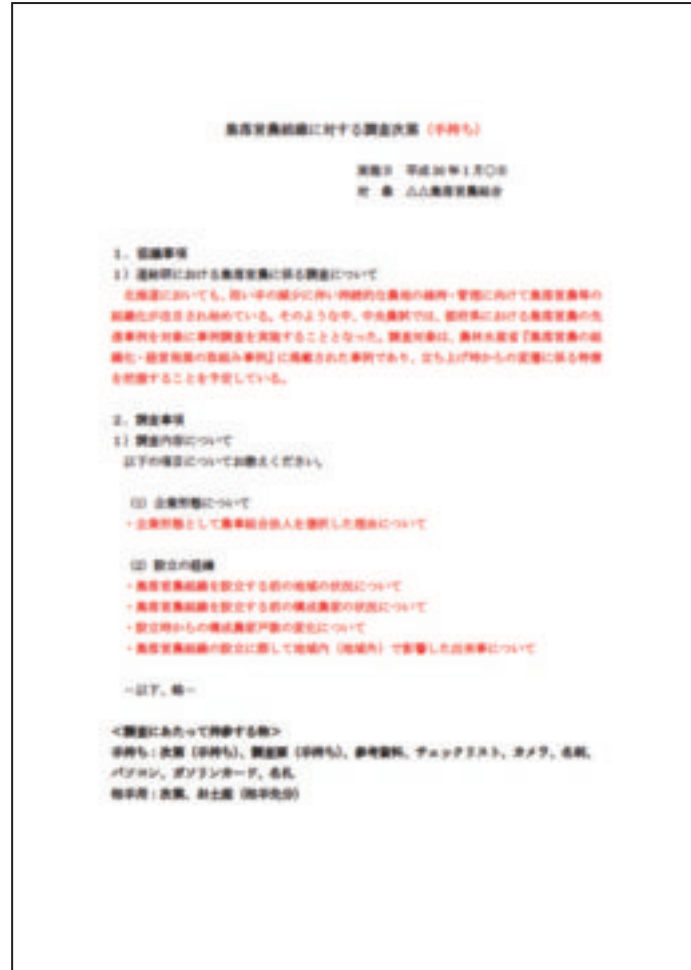 集落営農組織に対する調査次第（手持ち）
実施日　平成30年1月〇日
対　象　△△集落営農組合
1．協議事項
1）道総研における集落営農に係る調査について
北海道においても、担い手の減少に伴い持続的な農地の維持・管理に向けて集落営農等の
組織化が注目され始めている。そのような中、中央農試では、都府県における集落営農の先
進事例を対象に事例調査を実施することとなった。調査対象は、農林水産省『集落営農の組
織化・経営発展の取組み事例』に掲載された事例であり、立ち上げ時からの変遷に係る特徴
を把握することを予定している。
2．調査事項
1）調査内容について
以下の項目についてお教えください。
(1) 企業形態について
・企業形態として農事組合法人を選択した理由について
(2) 設立の経緯
・集落営農組織を設立する前の地域の状況について
・集落営農組織を設立する前の構成農家の状況について
・設立時からの構成農家戸数の変化について
・集落営農組織の設立に際して地域内（地域外）で影響した出来事について
－以下、略－
＜調査にあたって持参する物＞
手持ち：次第（手持ち）、調査票（手持ち）、参考資料、チェックリスト、カメラ、名刺、
パソコン、ガソリンカード、名札
相手用：次第、お土産（相手先分）